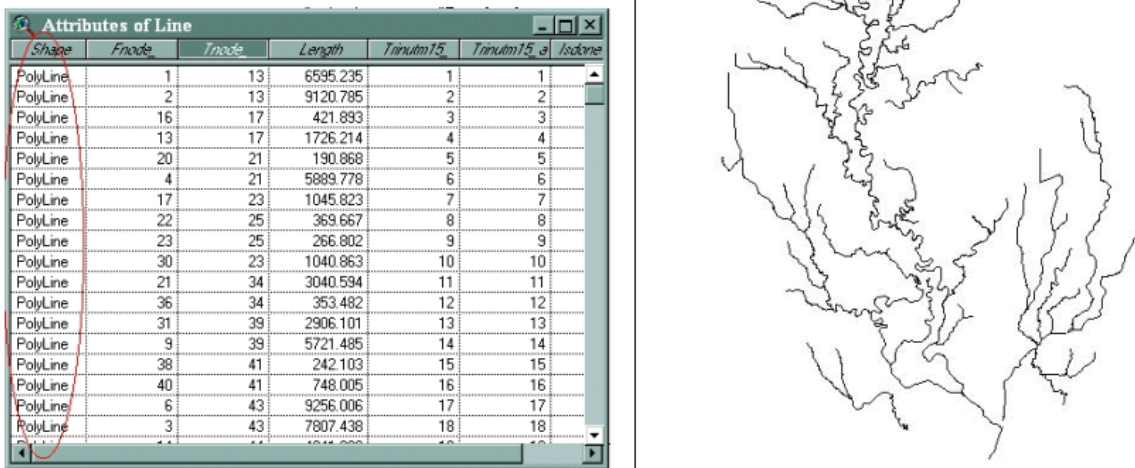 Attributes of Line
Shape Fnode_ Tnode_ Length Trinutm15_ Trinutm15_a Isdone
PolyLine 1 13 6595.235 1 1
PolyLine 2 13 9120.785 2 2
PolyLine 16 17 421.893 3 3
PolyLine 13 17 1726.214 4 4
PolyLine 20 21 190.868 5 5
PolyLine 4 21 5889.778 6 6
PolyLine 17 23 1045.823 7 7
PolyLine 22 25 369.667 8 8
PolyLine 23 25 266.802 9 9
PolyLine 30 23 1040.863 10 10
PolyLine 21 34 3040.594 11 11
PolyLine 36 34 353.482 12 12
PolyLine 31 39 2906.101 13 13
PolyLine 9 39 5721.485 14 14
PolyLine 38 41 242.103 15 15
PolyLine 40 41 748.005 16 16
PolyLine 6 43 9256.006 17 17
PolyLine 3 43 7807.438 18 18